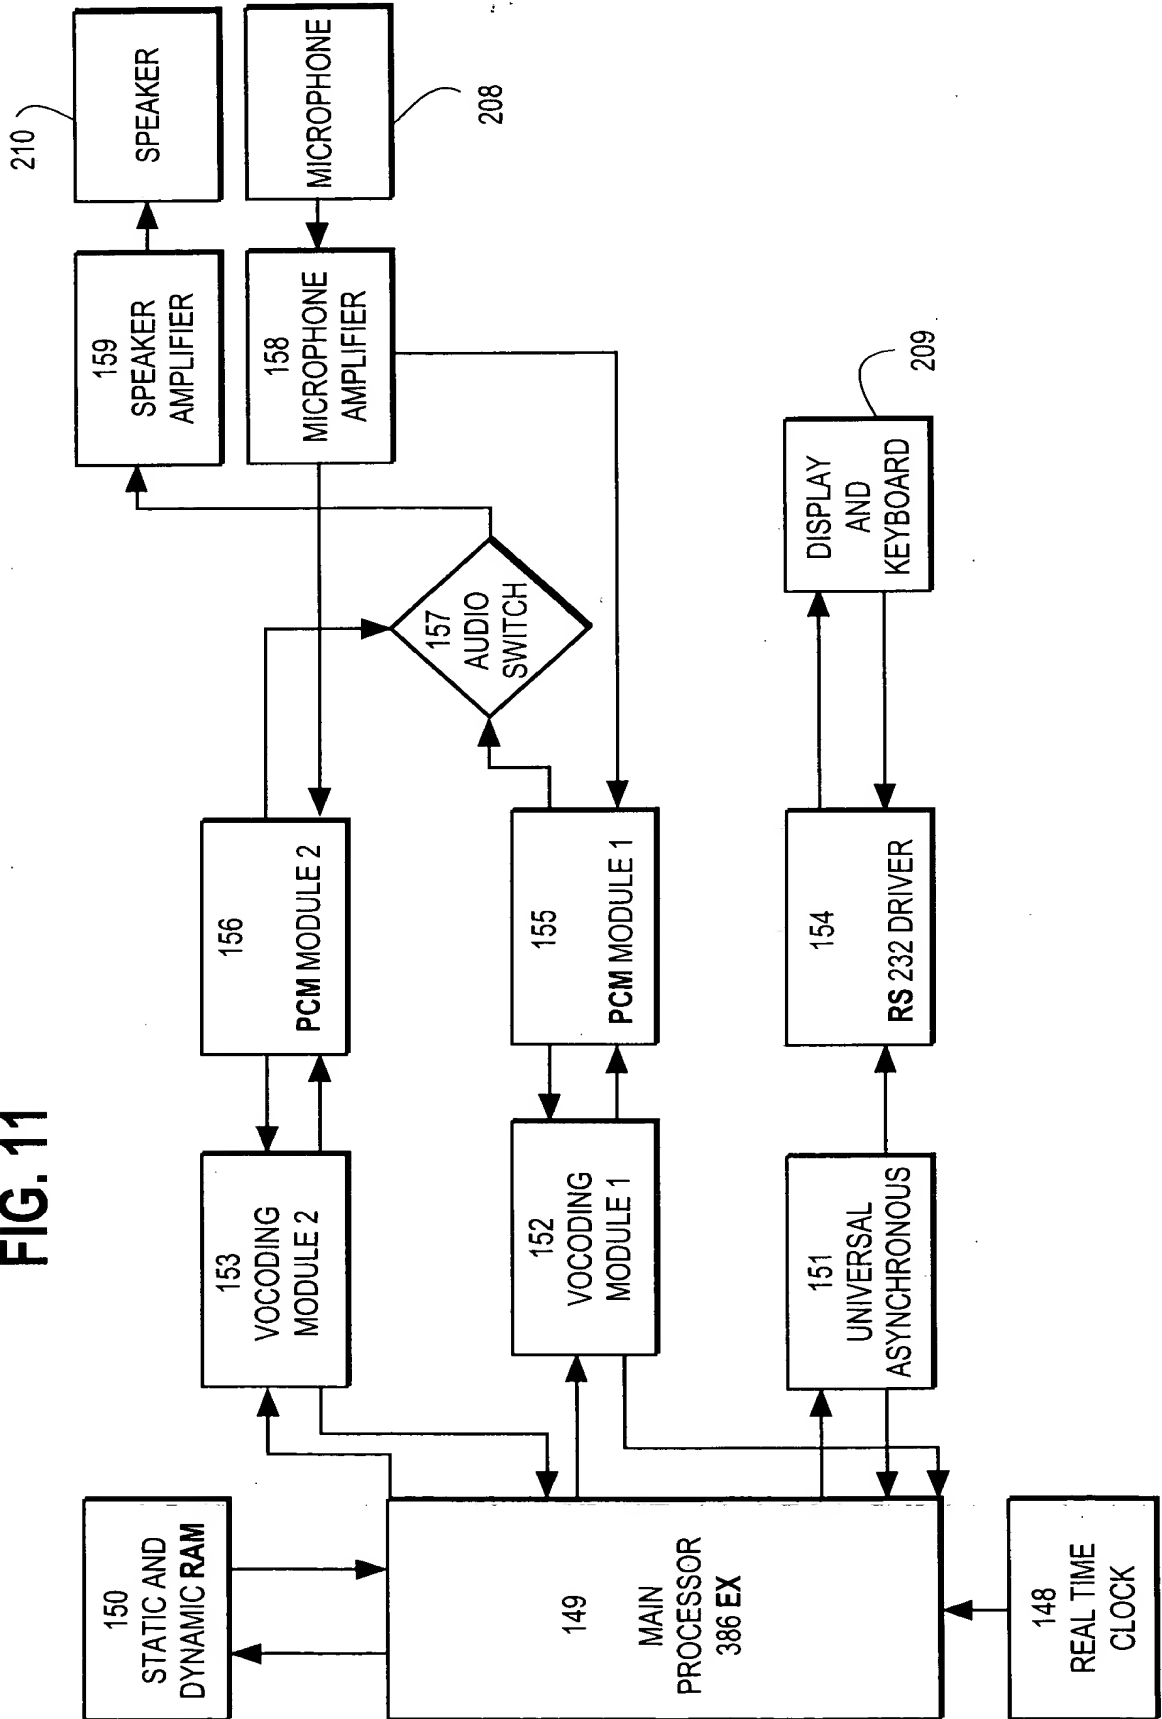 FIG. 11
150
STATIC AND
DYNAMIC RAM
149
MAIN
PROCESSOR
386 EX
148
REAL TIME
CLOCK
153
VOCODING
MODULE 2
152
VOCODING
MODULE 1
151
UNIVERSAL
ASYNCHRONOUS
156
PCM MODULE 2
155
PCM MODULE 1
154
RS 232 DRIVER
157
AUDIO
SWITCH
159
SPEAKER
AMPLIFIER
158
MICROPHONE
AMPLIFIER
DISPLAY
AND
KEYBOARD
209
210
SPEAKER
MICROPHONE
208